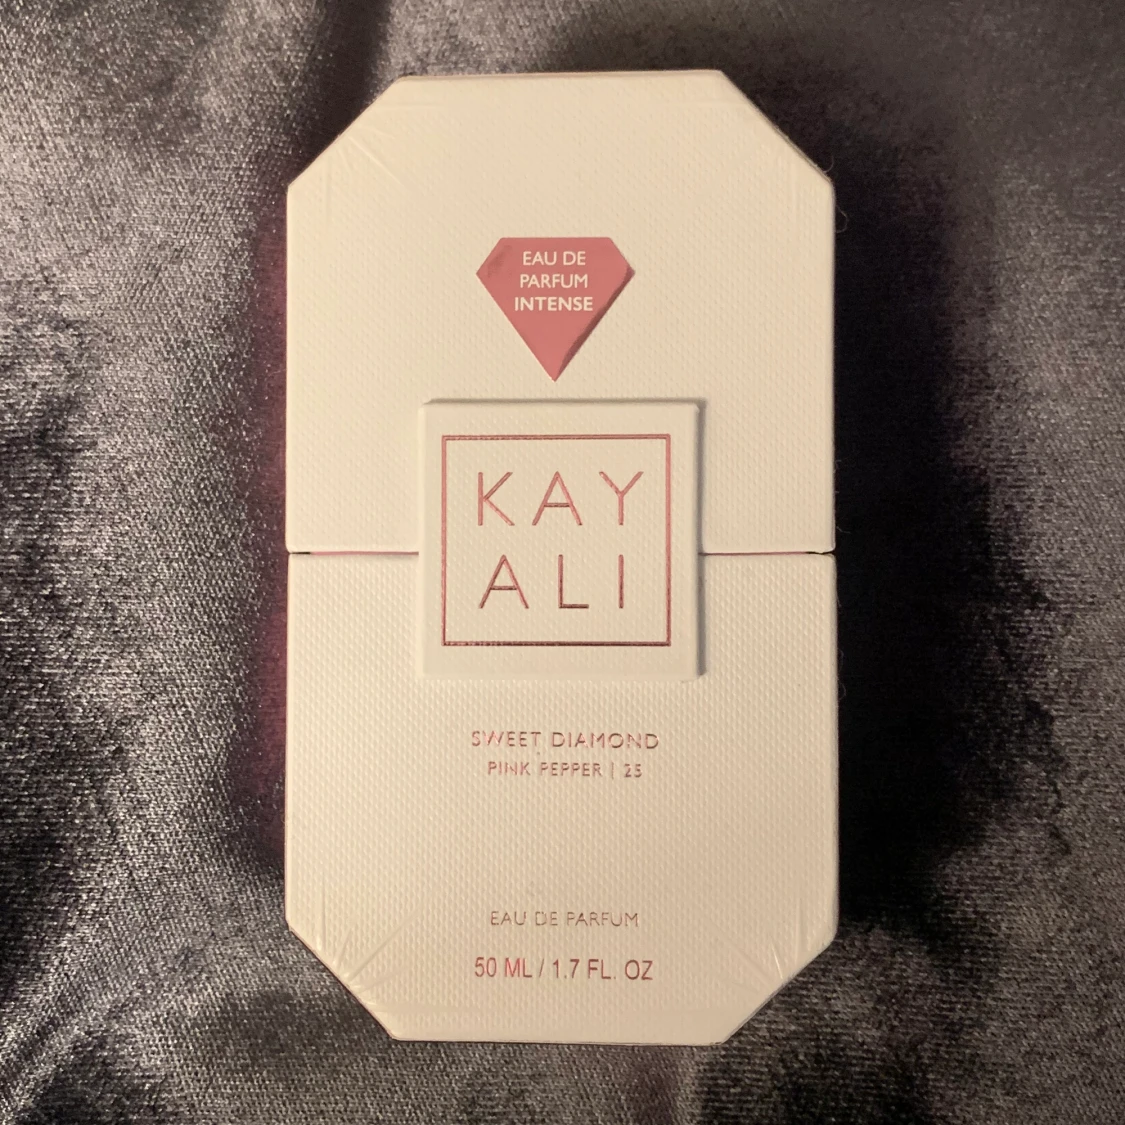 EAU DE
PARFUM
INTENSE
KAY
ALI
SWEET DIAMOND
PINK PEPPER | 25
EAU DE PARFUM
50 ML / 1.7 FL. OZ